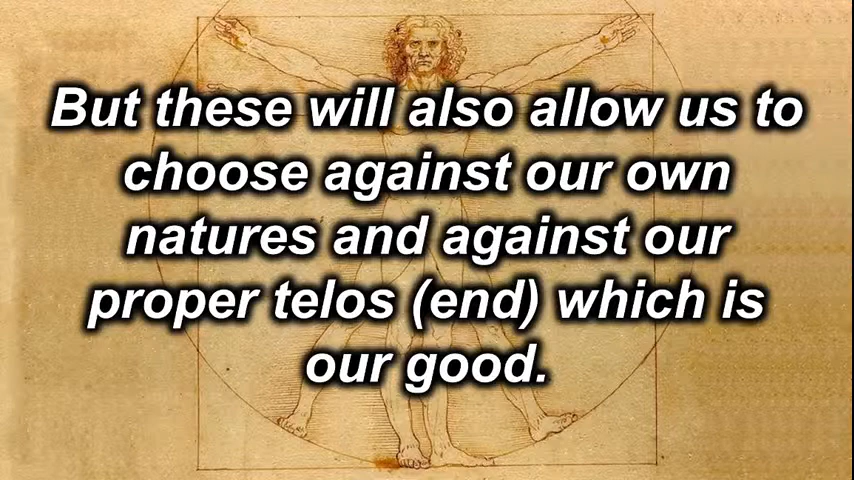 But these will also allow us to
choose against our own
natures and against our
proper telos (end) which is
our good.